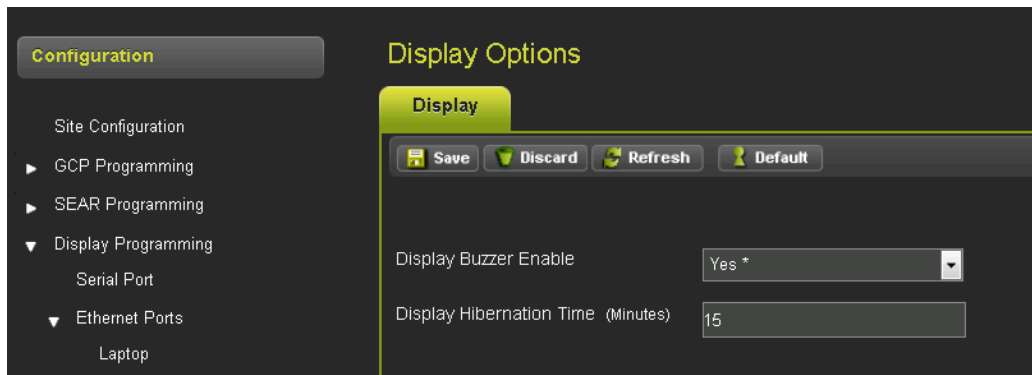 Configuration
Site Configuration
GCP Programming
SEAR Programming
Display Programming
Serial Port
Ethernet Ports
Laptop
Display Options
Display
Save Discard Refresh Default
Display Buzzer Enable Yes *
Display Hibernation Time (Minutes) 15